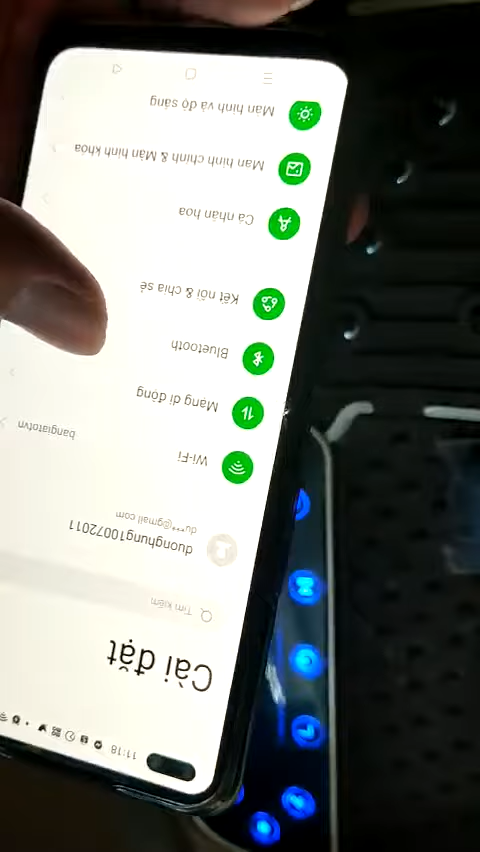 11:18
Cài đặt
Tìm kiếm
duonghung10072011
du**@gmail.com
Wi-Fi
bangiatotvn
Mạng di động
Bluetooth
Kết nối & chia sẻ
Cá nhân hóa
Màn hình chính & Màn hình khóa
Màn hình và độ sáng